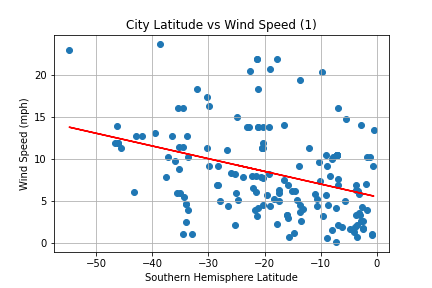 City Latitude vs Wind Speed (1)
Wind Speed (mph)
20
15
10
5
0
−50 −40 −30 −20 −10 0
Southern Hemisphere Latitude